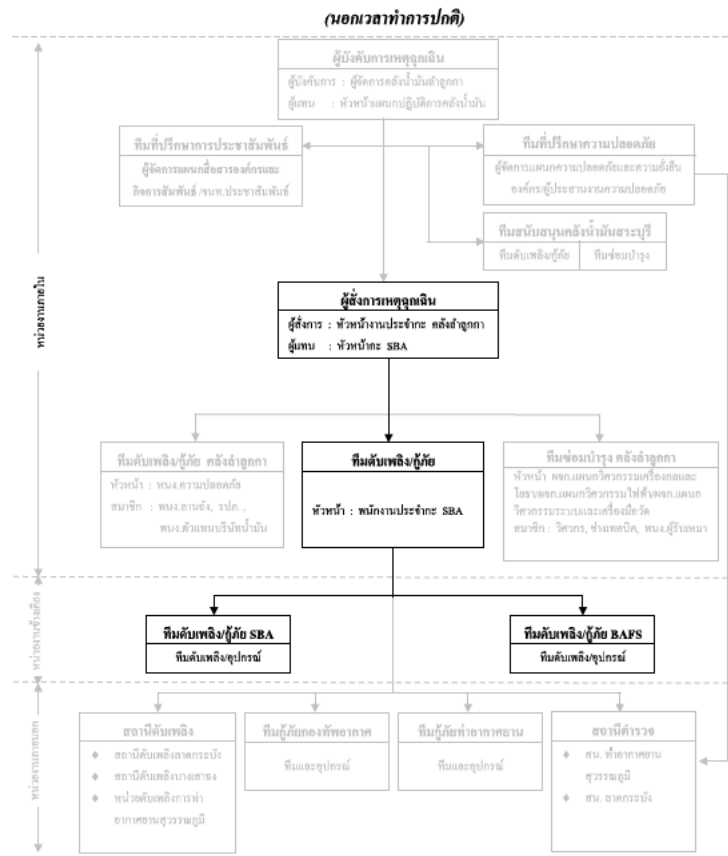 (นอกเวลาทำการปกติ)
ผู้บังคับการเหตุฉุกเฉิน
ผู้บังคับการ : ผู้จัดการคลังน้ำมันลำลูกกา
ผู้แทน : หัวหน้าแผนกปฏิบัติการคลังน้ำมัน
ทีมที่ปรึกษาการประชาสัมพันธ์
ผู้จัดการแผนกสื่อสารองค์กรและ
กิจการสัมพันธ์ /จนท.ประชาสัมพันธ์
ทีมที่ปรึกษาความปลอดภัย
ผู้จัดการแผนกความปลอดภัยและความยั่งยืน
องค์กร/ผู้ประสานงานความปลอดภัย
ทีมสนับสนุนคลังน้ำมันสระบุรี
ทีมดับเพลิง/กู้ภัย
ทีมซ่อมบำรุง
หน่วยงานภายใน
ผู้สั่งการเหตุฉุกเฉิน
ผู้สั่งการ : หัวหน้างานประจำกะ คลังลำลูกกา
ผู้แทน : หัวหน้ากะ SBA
ทีมดับเพลิง/กู้ภัย คลังลำลูกกา
หัวหน้า : พนง.ความปลอดภัย
สมาชิก : พนง.ลานถัง, รปภ. ,
พนง.ตัวแทนบริษัทน้ำมัน
ทีมดับเพลิง/กู้ภัย
หัวหน้า : พนักงานประจำกะ SBA
ทีมซ่อมบำรุง คลังลำลูกกา
หัวหน้า ผจก.แผนกวิศวกรรมเครื่องกลและ
โยธา/ผจก.แผนกวิศวกรรมไฟฟ้า/ผจก.แผนก
วิศวกรรมระบบและเครื่องมือวัด
สมาชิก : วิศวกร, ช่างเทคนิค, พนง.ผู้รับเหมา
หน่วยงานข้างเคียง
ทีมดับเพลิง/กู้ภัย SBA
ทีมดับเพลิง/อุปกรณ์
ทีมดับเพลิง/กู้ภัย BAFS
ทีมดับเพลิง/อุปกรณ์
หน่วยงานภายนอก
สถานีดับเพลิง
♦ สถานีดับเพลิงลาดกระบัง
♦ สถานีดับเพลิงบางเสาธง
♦ หน่วยดับเพลิงการท่า
อากาศยานสุวรรณภูมิ
ทีมกู้ภัยกองทัพอากาศ
ทีมและอุปกรณ์
ทีมกู้ภัยท่าอากาศยาน
ทีมและอุปกรณ์
สถานีตำรวจ
♦ สน. ท่าอากาศยาน
สุวรรณภูมิ
♦ สน. ลาดกระบัง